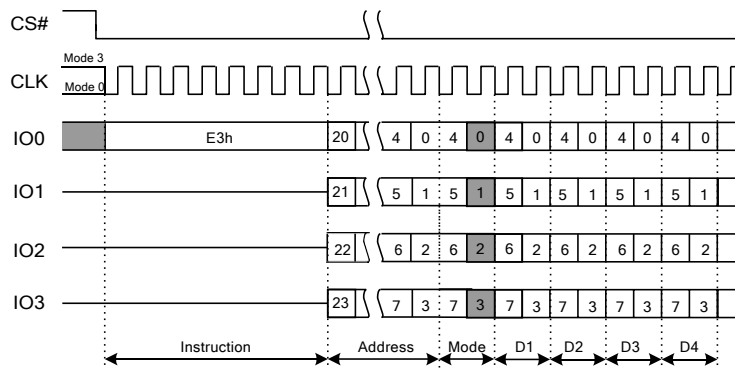 CS#
Mode 3
CLK
Mode 0
IO0 E3h 20 4 0 4 0 4 0 4 0 4 0 4 0
IO1 21 5 1 5 1 5 1 5 1 5 1 5 1
IO2 22 6 2 6 2 6 2 6 2 6 2 6 2
IO3 23 7 3 7 3 7 3 7 3 7 3 7 3
Instruction Address Mode D1 D2 D3 D4